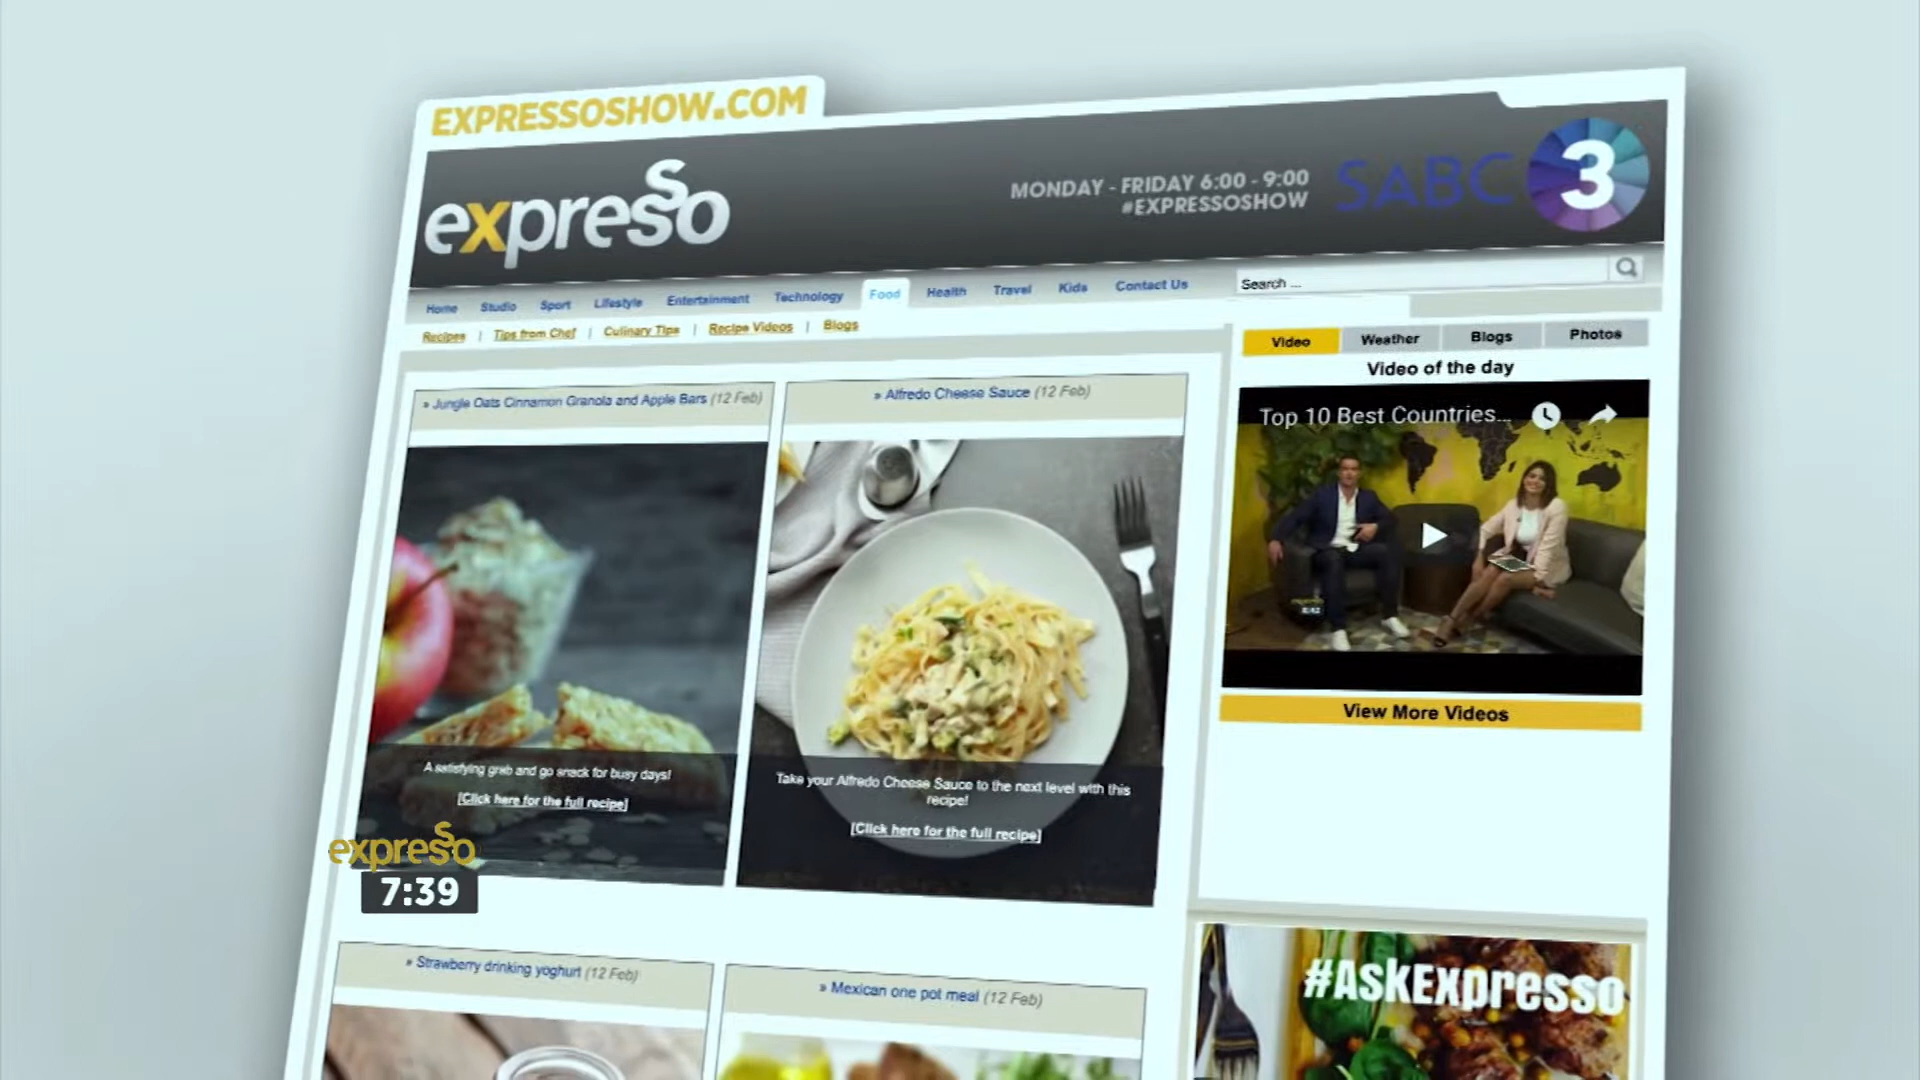 EXPRESSOSHOW.COM
expresso
MONDAY - FRIDAY 6:00 - 9:00
#EXPRESSOSHOW
SABC 3
Home Studio Sport Lifestyle Entertainment Technology Food Health Travel Kids Contact Us
Search ...
Recipes | Tips from Chef | Culinary Tips | Recipe Videos | Blogs
Video Weather Blogs Photos
Video of the day
» Jungle Oats Cinnamon Granola and Apple Bars (12 Feb)
» Alfredo Cheese Sauce (12 Feb)
Top 10 Best Countries...
8:42
View More Videos
A satisfying grab and go snack for busy days!
[Click here for the full recipe]
Take your Alfredo Cheese Sauce to the next level with this
recipe!
[Click here for the full recipe]
expresso
7:39
» Strawberry drinking yoghurt (12 Feb)
» Mexican one pot meal (12 Feb)
#AskExpresso